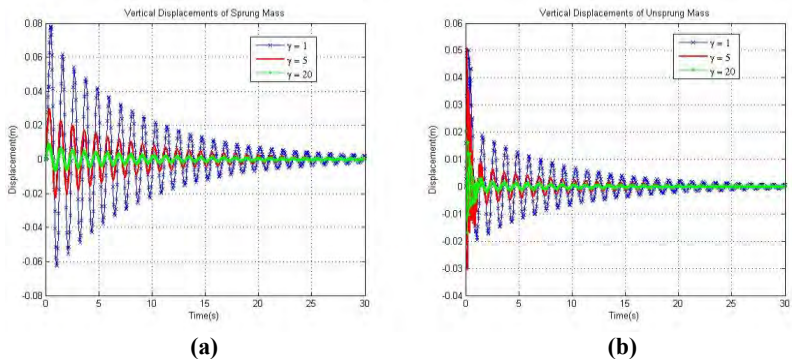 Vertical Displacements of Sprung Mass
0.08
0.06
0.04
0.02
0
-0.02
-0.04
-0.06
-0.08
Displacement(m)
γ = 1
γ = 5
γ = 20
0 5 10 15 20 25 30
Time(s)
(a)
Vertical Displacements of Unsprung Mass
0.06
0.05
0.04
0.03
0.02
0.01
0
-0.01
-0.02
-0.03
-0.04
Displacement(m)
γ = 1
γ = 5
γ = 20
0 5 10 15 20 25 30
Time(s)
(b)